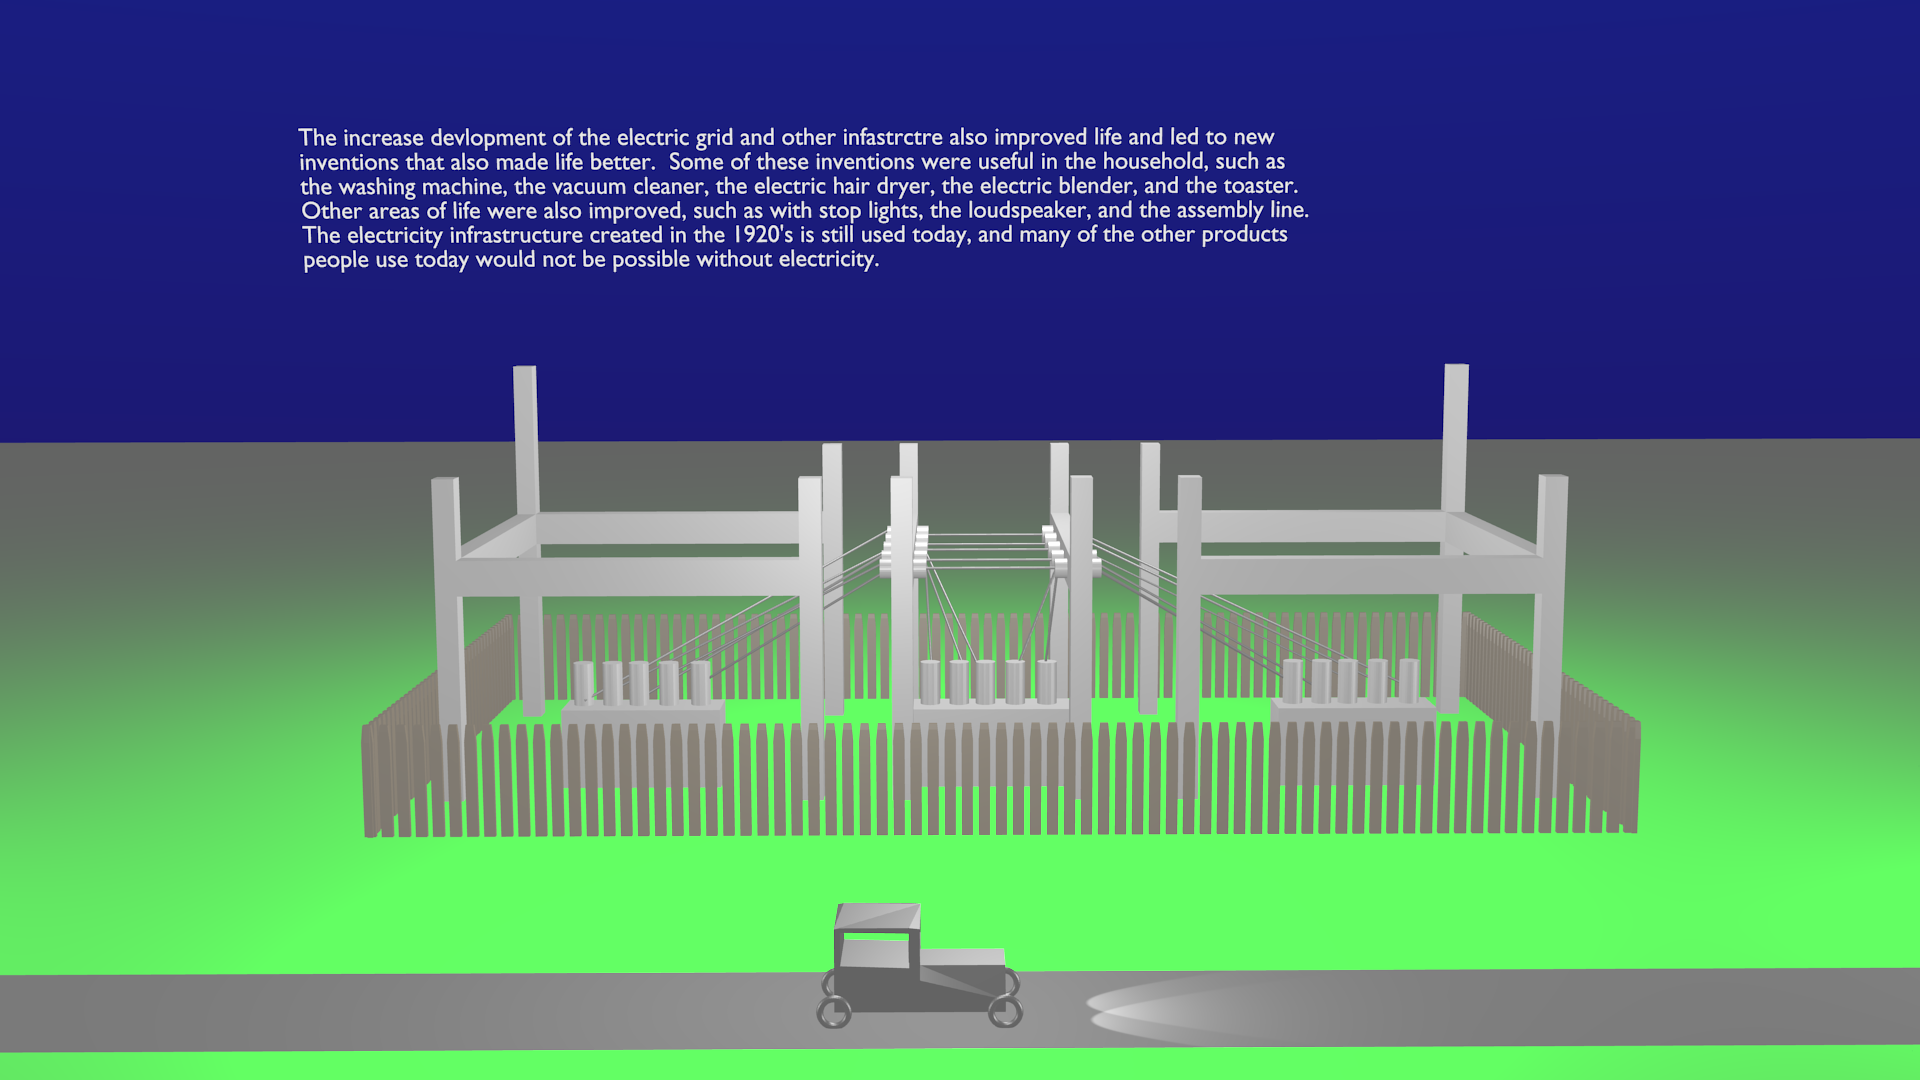 The increase devlopment of the electric grid and other infastrctre also improved life and led to new
inventions that also made life better.  Some of these inventions were useful in the household, such as
the washing machine, the vacuum cleaner, the electric hair dryer, the electric blender, and the toaster.
Other areas of life were also improved, such as with stop lights, the loudspeaker, and the assembly line.
The electricity infrastructure created in the 1920's is still used today, and many of the other products
people use today would not be possible without electricity.